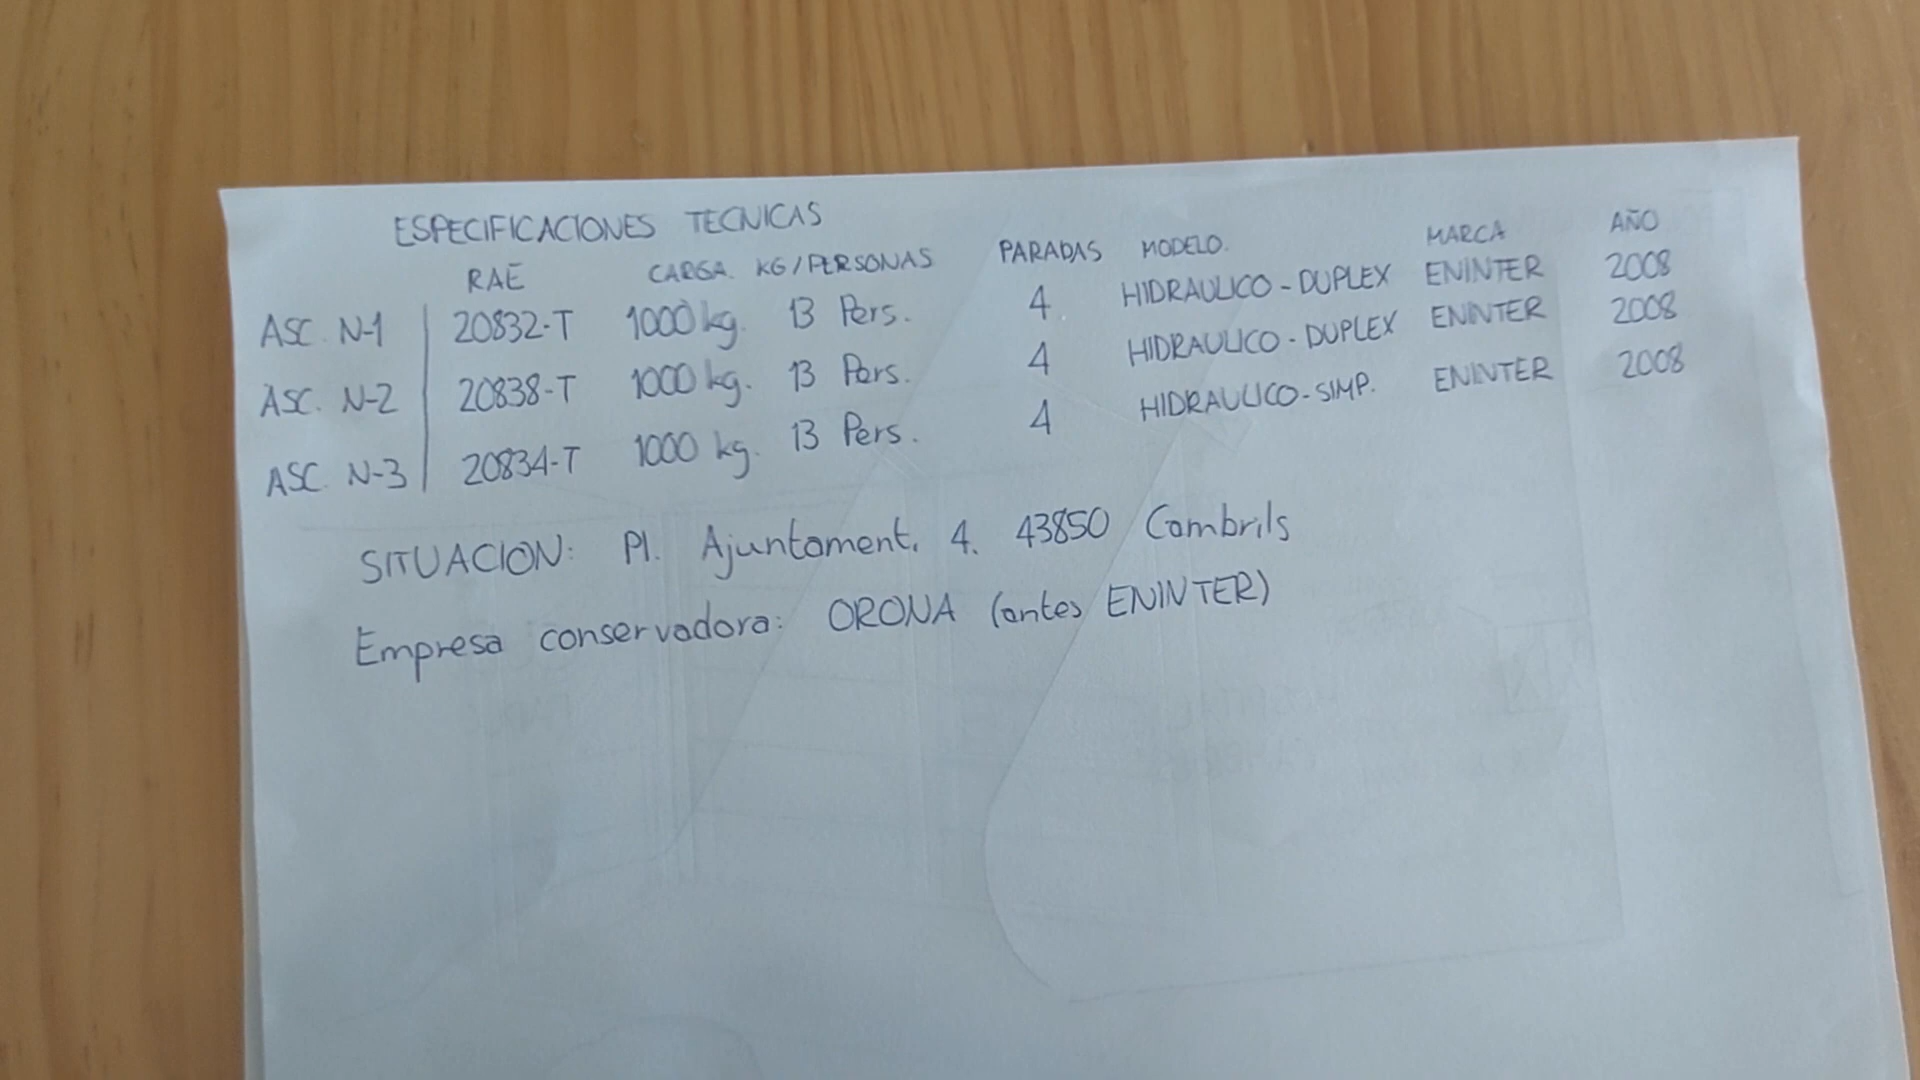 ESPECIFICACIONES TECNICAS
RAE CARGA. KG/PERSONAS PARADAS MODELO. MARCA AÑO
ASC. N-1 20832-T 1000 kg. 13 Pers. 4 HIDRAULICO - DUPLEX ENINTER 2008
ASC. N-2 20838-T 1000 kg. 13 Pers. 4 HIDRAULICO - DUPLEX ENINTER 2008
ASC. N-3 20834-T 1000 kg. 13 Pers. 4 HIDRAULICO - SIMP. ENINTER 2008
SITUACION: Pl. Ajuntament, 4. 43850 Cambrils
Empresa conservadora: ORONA (antes ENINTER)